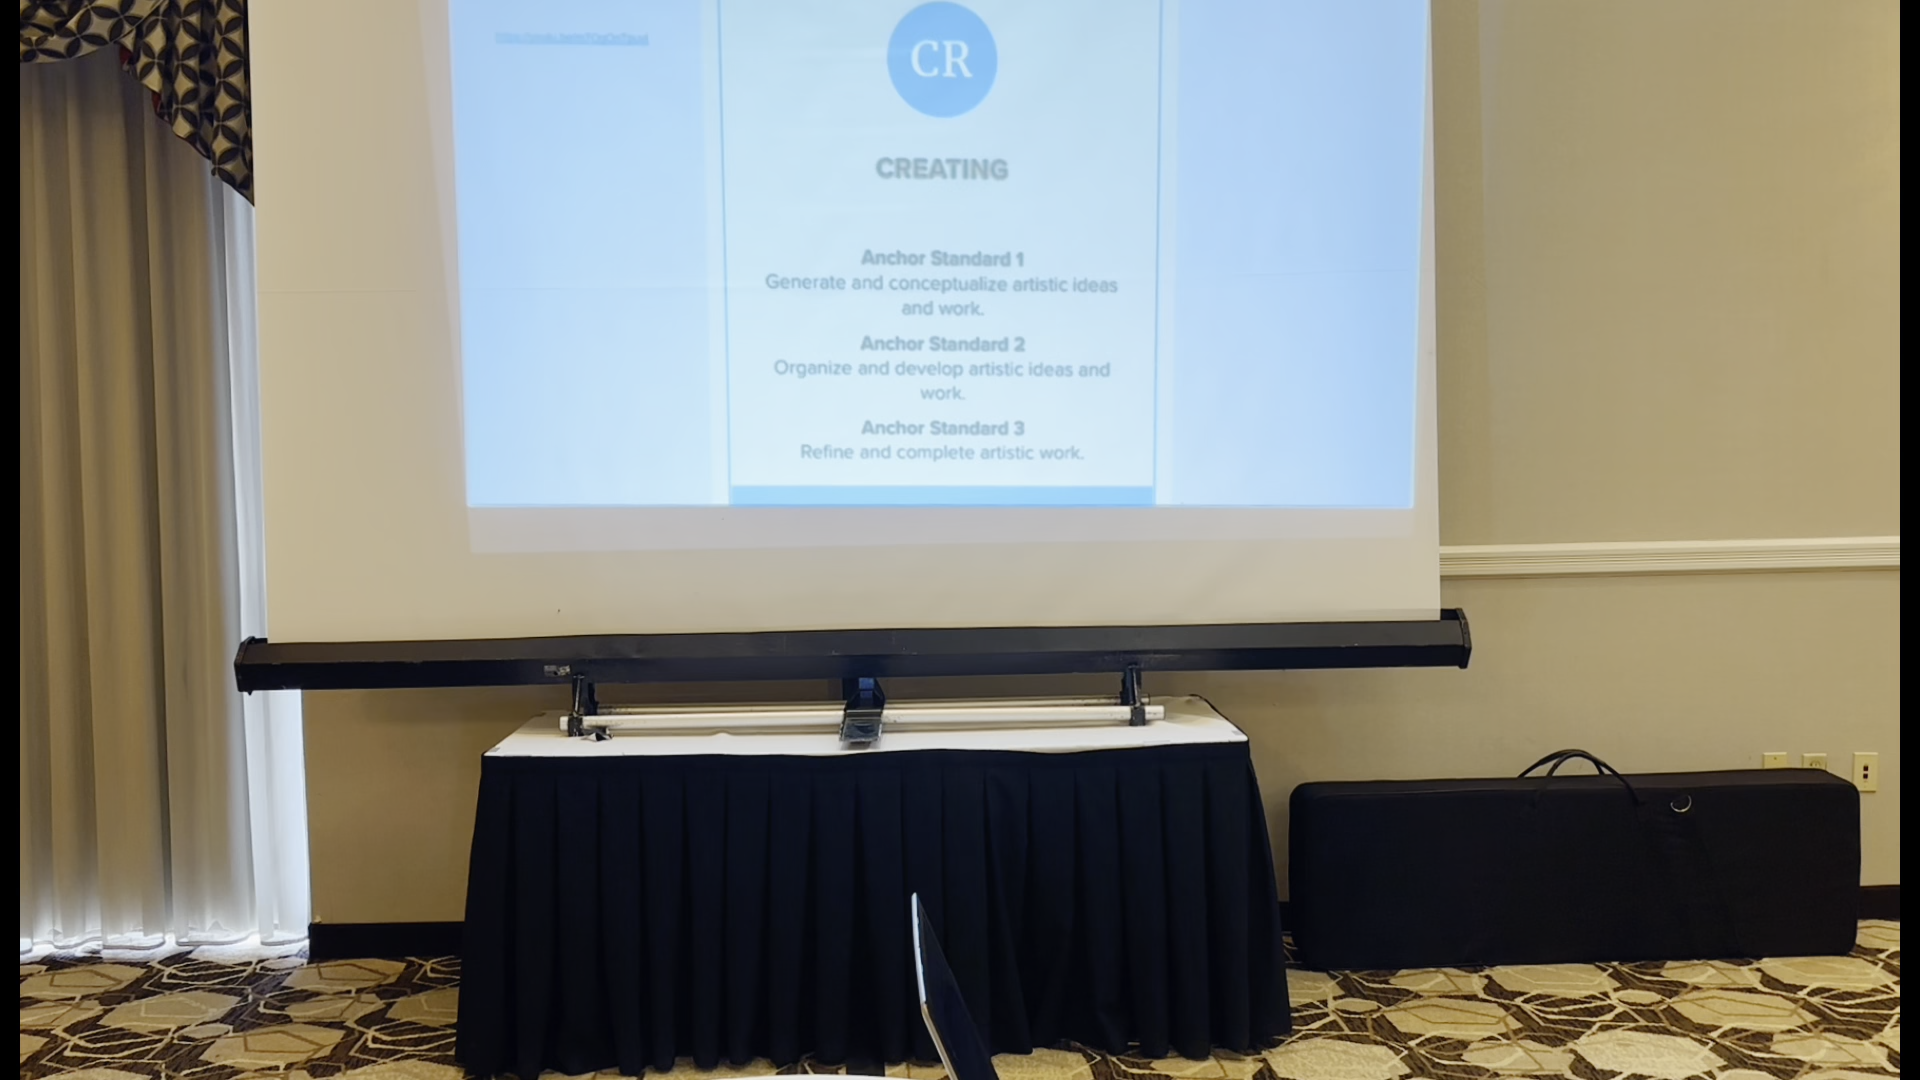 CR
CREATING
Anchor Standard 1
Generate and conceptualize artistic ideas
and work.
Anchor Standard 2
Organize and develop artistic ideas and
work.
Anchor Standard 3
Refine and complete artistic work.